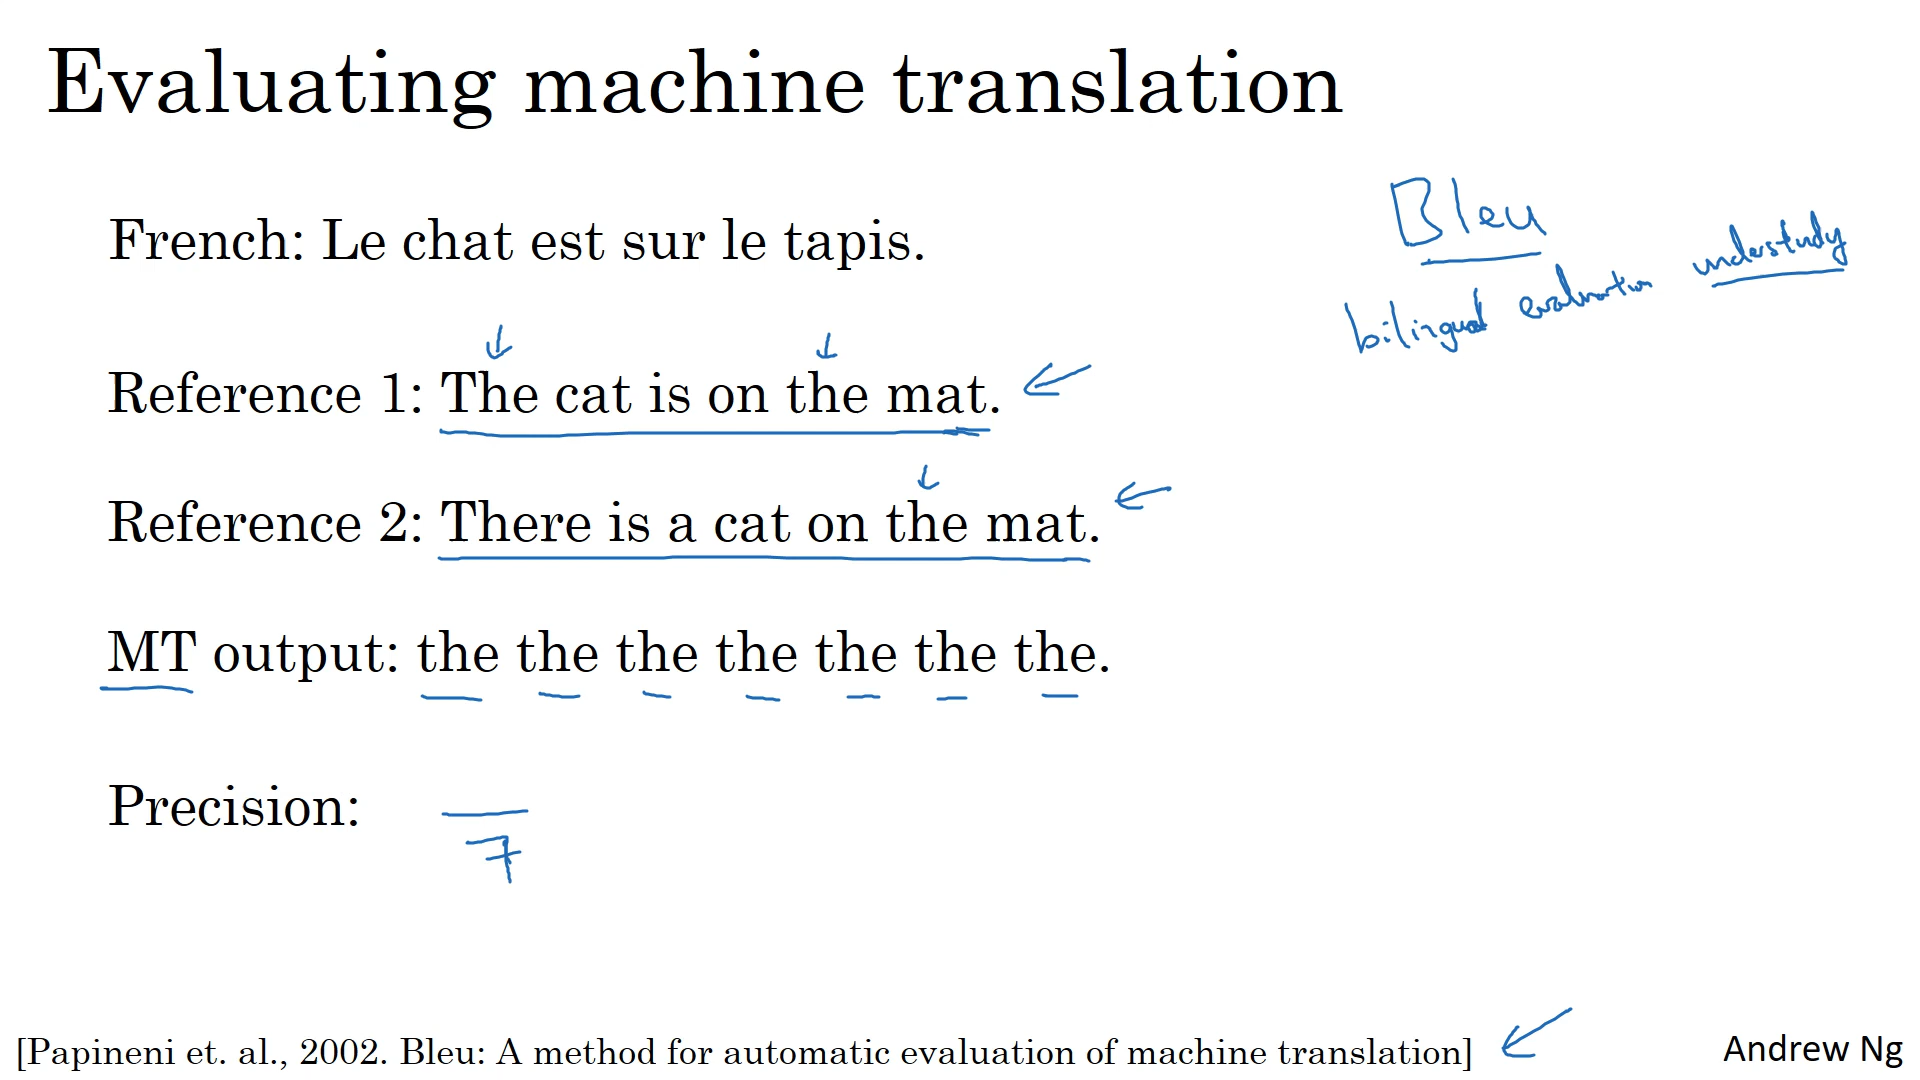 Evaluating machine translation
French: Le chat est sur le tapis.
Bleu
bilingual evaluation understudy
Reference 1: The cat is on the mat.
Reference 2: There is a cat on the mat.
MT output: the the the the the the the.
Precision:
7
[Papineni et. al., 2002. Bleu: A method for automatic evaluation of machine translation]
Andrew Ng